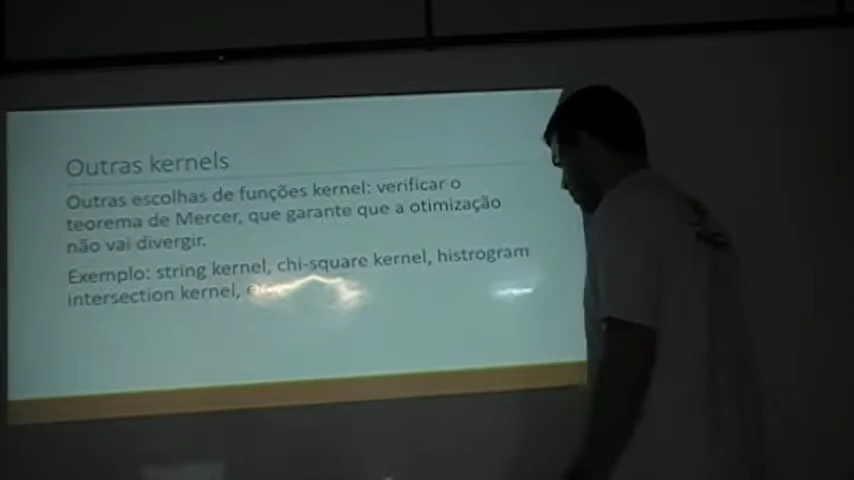 Outras kernels
Outras escolhas de funções kernel: verificar o
teorema de Mercer, que garante que a otimização
não vai divergir.
Exemplo: string kernel, chi-square kernel, histrogram
intersection kernel,